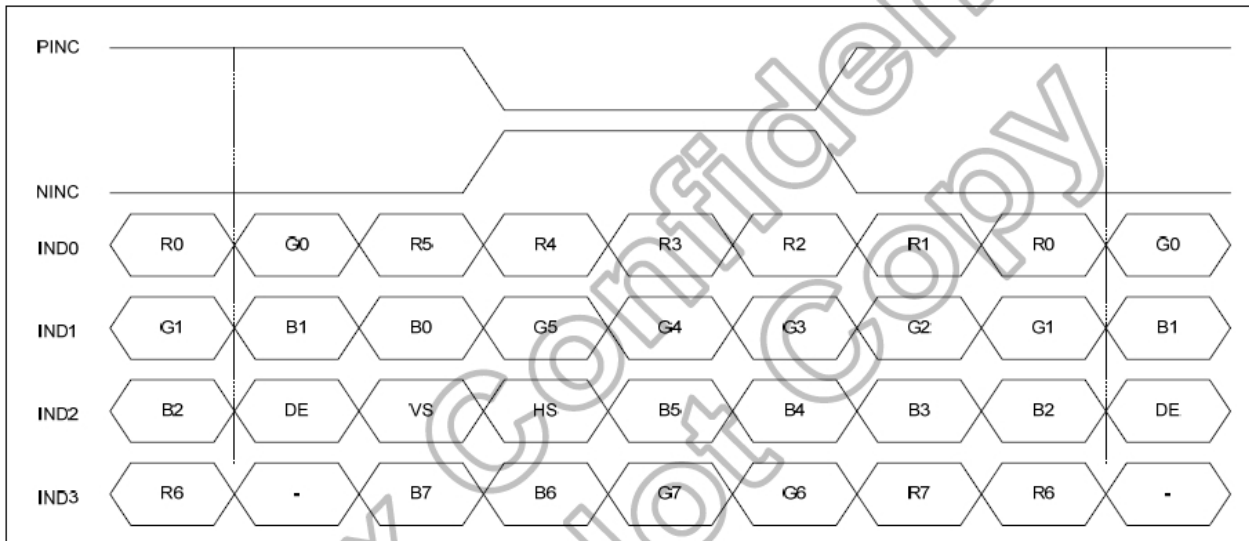 PINC
NINC
IND0 R0 G0 R5 R4 R3 R2 R1 R0 G0
IND1 G1 B1 B0 G5 G4 G3 G2 G1 B1
IND2 B2 DE VS HS B5 B4 B3 B2 DE
IND3 R6 - B7 B6 G7 G6 R7 R6 -
Copy